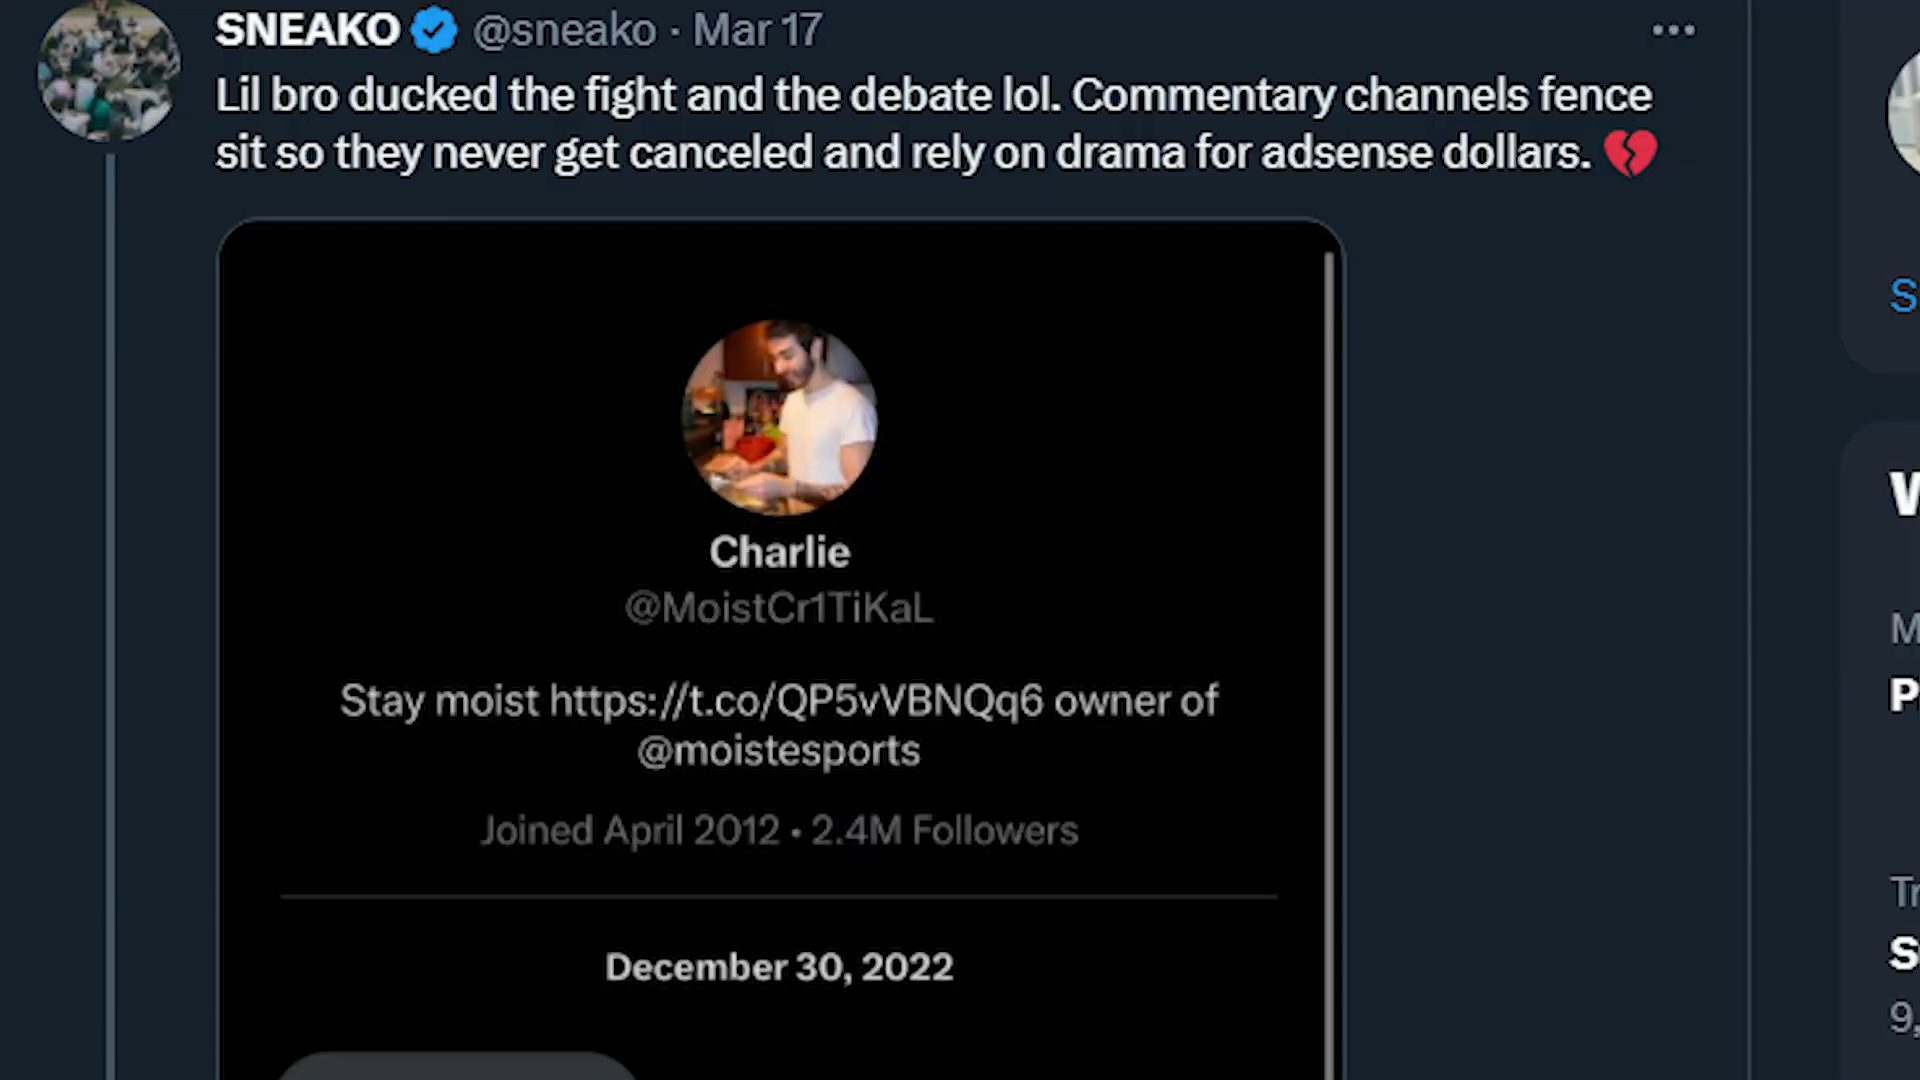 SNEAKO @sneako · Mar 17
Lil bro ducked the fight and the debate lol. Commentary channels fence
sit so they never get canceled and rely on drama for adsense dollars. 💔
Charlie
@MoistCr1TiKaL
Stay moist https://t.co/QP5vVBNQq6 owner of
@moistesports
Joined April 2012 • 2.4M Followers
December 30, 2022